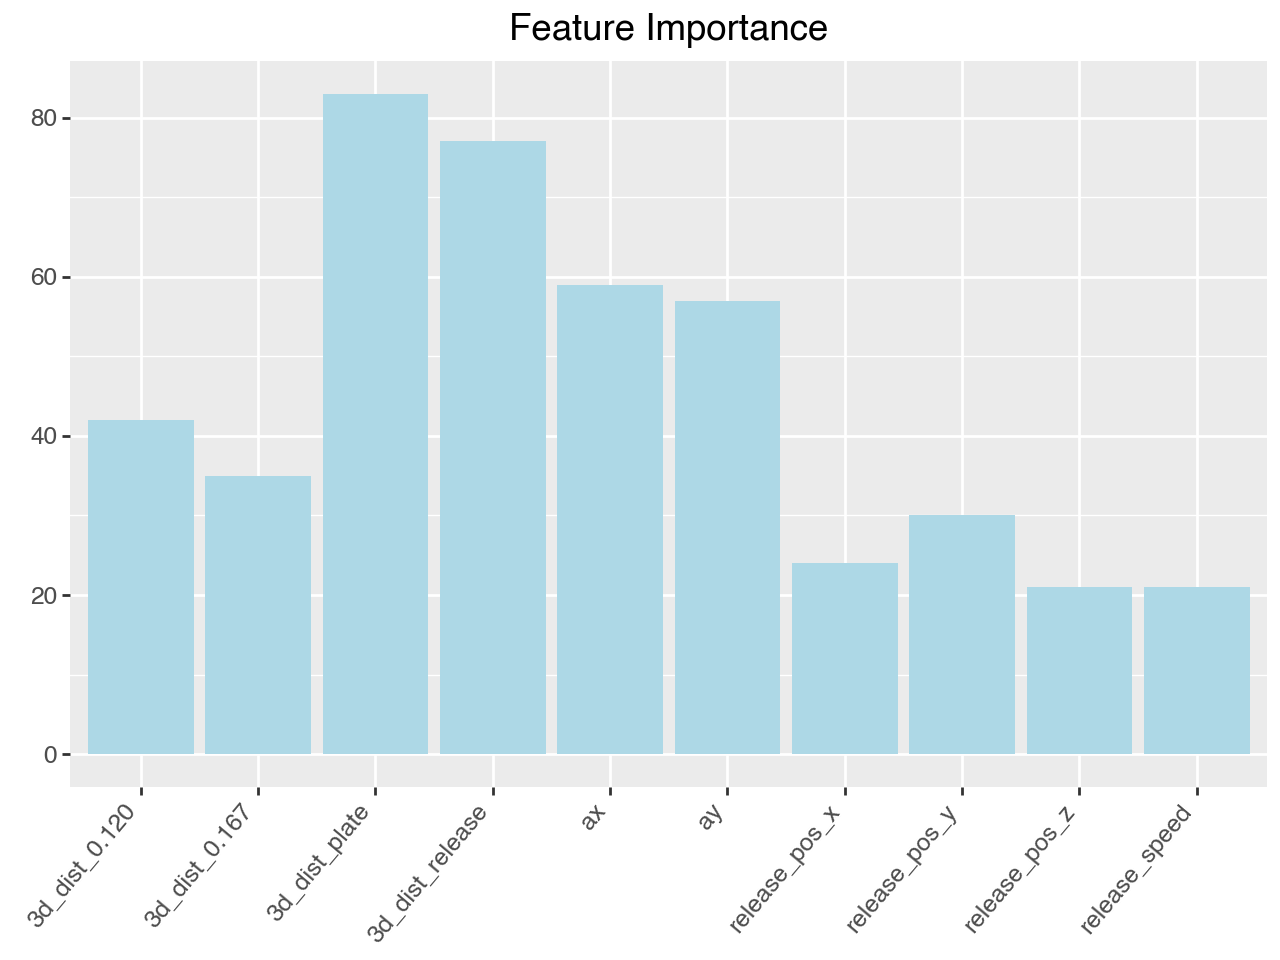 Feature Importance
80
60
40
20
0
3d_dist_0.120
3d_dist_0.167
3d_dist_plate
3d_dist_release
ax
ay
release_pos_x
release_pos_y
release_pos_z
release_speed